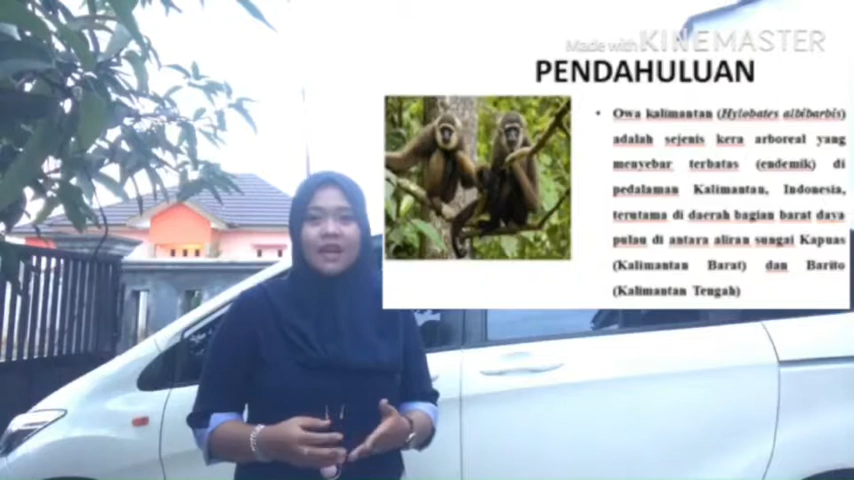 Made with KINEMASTER
PENDAHULUAN
• Owa kalimantan (Hylobates albibarbis)
adalah sejenis kera arboreal yang
menyebar terbatas (endemik) di
pedalaman Kalimantan, Indonesia,
terutama di daerah bagian barat daya
pulau di antara aliran sungai Kapuas
(Kalimantan Barat) dan Barito
(Kalimantan Tengah)